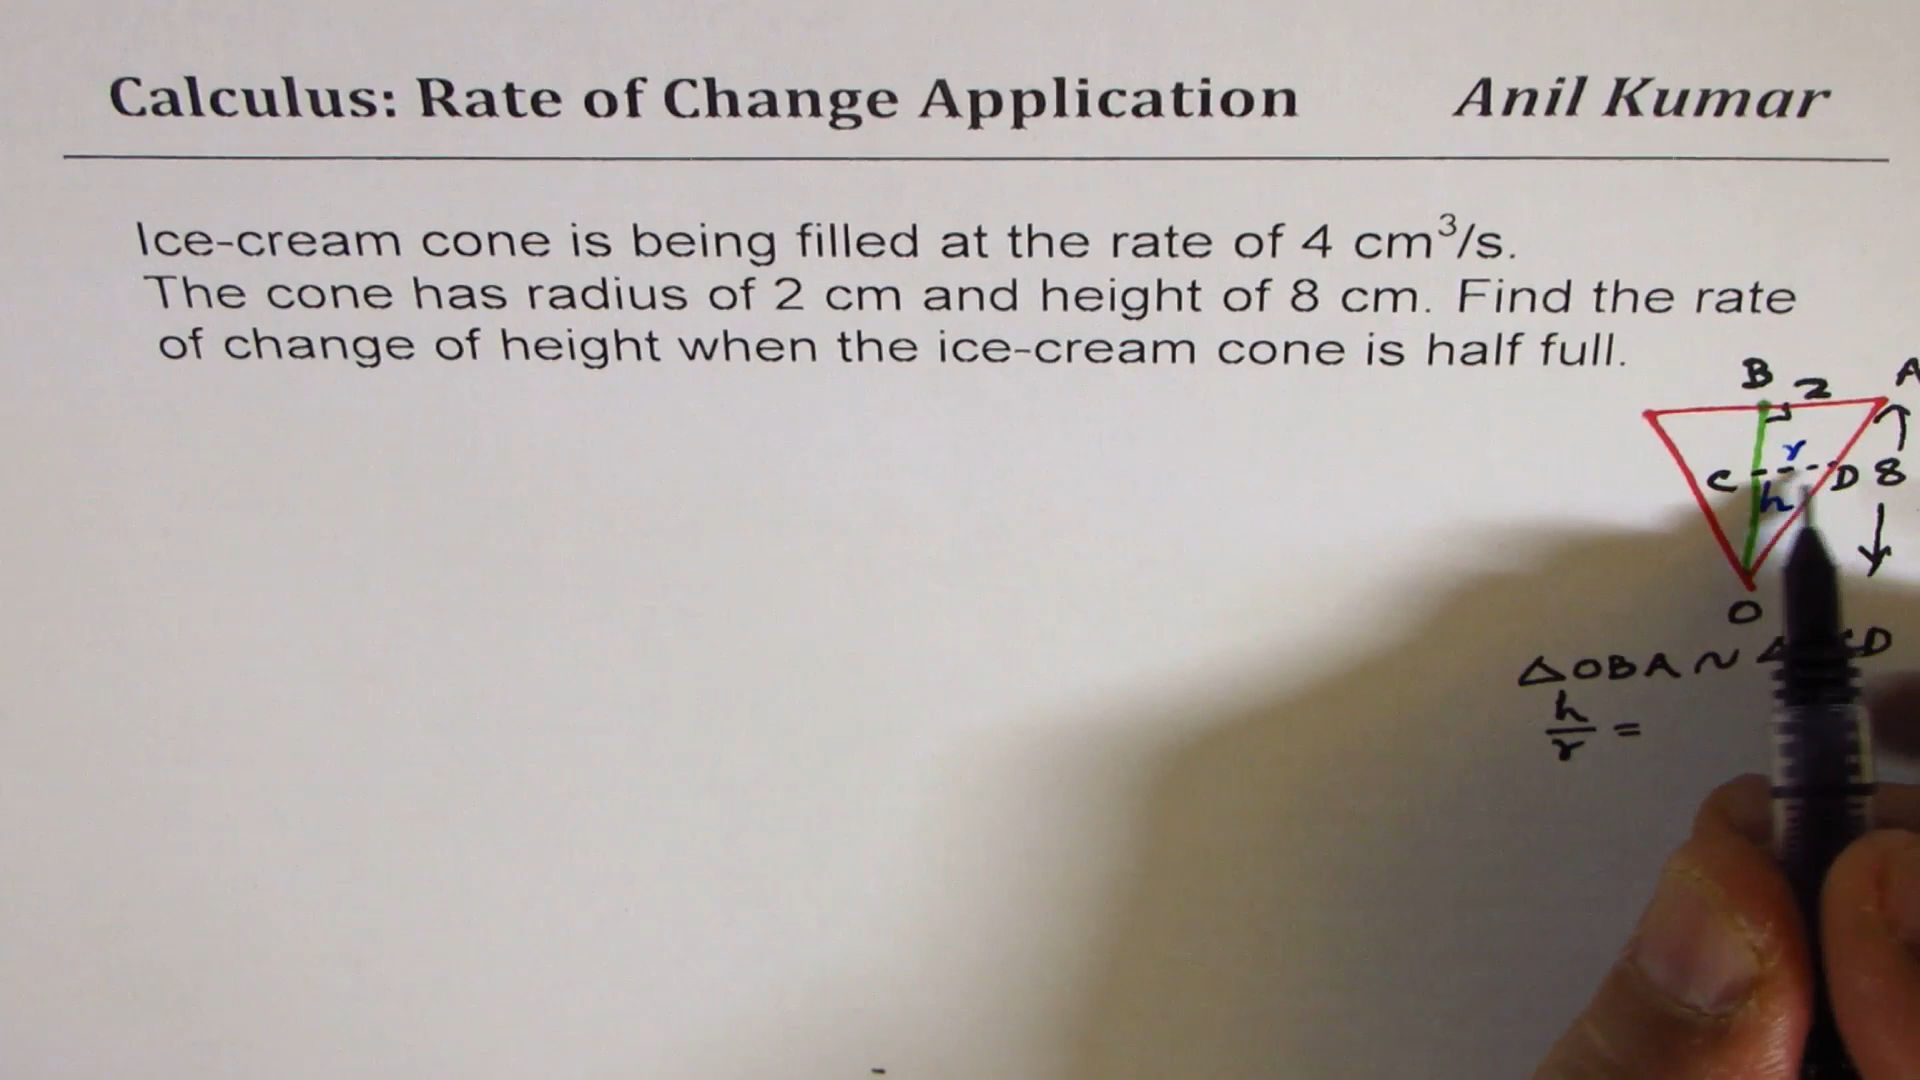 Calculus: Rate of Change Application Anil Kumar
Ice-cream cone is being filled at the rate of 4 cm³/s.
The cone has radius of 2 cm and height of 8 cm. Find the rate
of change of height when the ice-cream cone is half full.
B 2 A
r
C D 8
h
O
△OBA ~ △ CD
h/r =